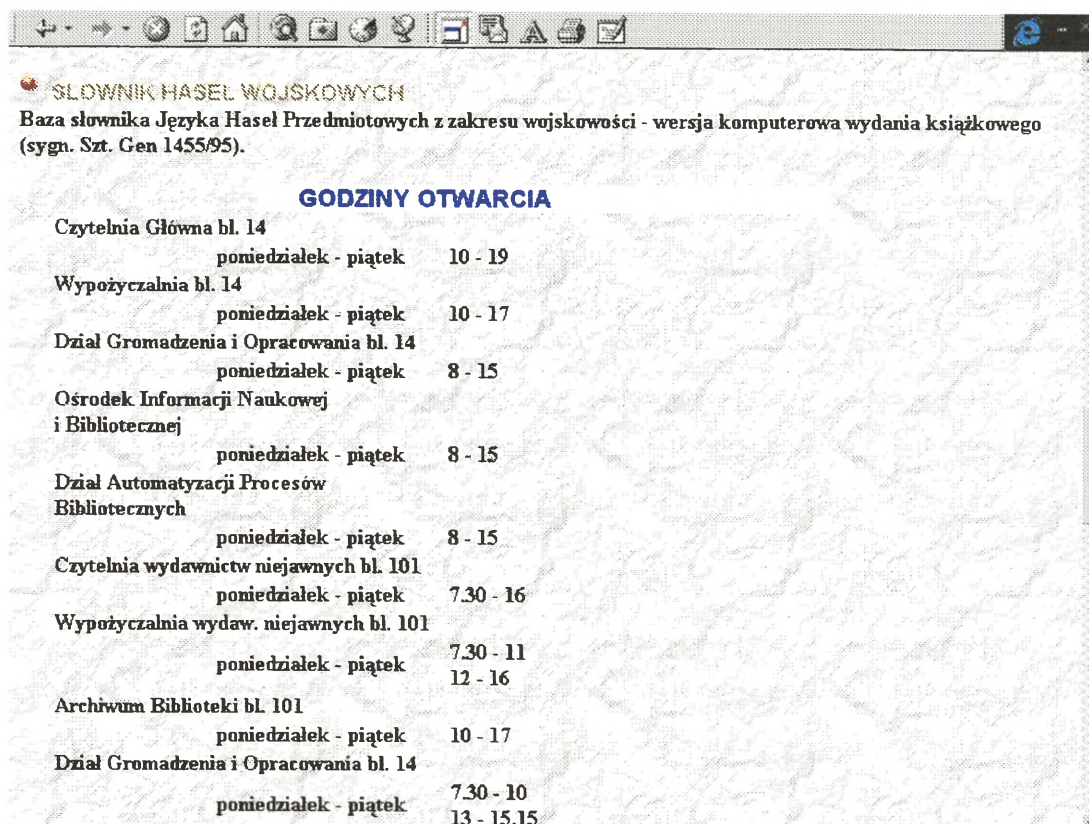 SLOWNIK HASEL WOJSKOWYCH
Baza słownika Języka Haseł Przedmiotowych z zakresu wojskowości - wersja komputerowa wydania książkowego
(sygn. Szt. Gen 1455/95).
GODZINY OTWARCIA
Czytelnia Główna bl. 14
poniedziałek - piątek 10 - 19
Wypożyczalnia bl. 14
poniedziałek - piątek 10 - 17
Dział Gromadzenia i Opracowania bl. 14
poniedziałek - piątek 8 - 15
Ośrodek Informacji Naukowej
i Bibliotecznej
poniedziałek - piątek 8 - 15
Dział Automatyzacji Procesów
Bibliotecznych
poniedziałek - piątek 8 - 15
Czytelnia wydawnictw niejawnych bl. 101
poniedziałek - piątek 7.30 - 16
Wypożyczalnia wydaw. niejawnych bl. 101
poniedziałek - piątek 7.30 - 11
12 - 16
Archiwum Biblioteki bl. 101
poniedziałek - piątek 10 - 17
Dział Gromadzenia i Opracowania bl. 14
poniedziałek - piątek 7.30 - 10
13 - 15.15